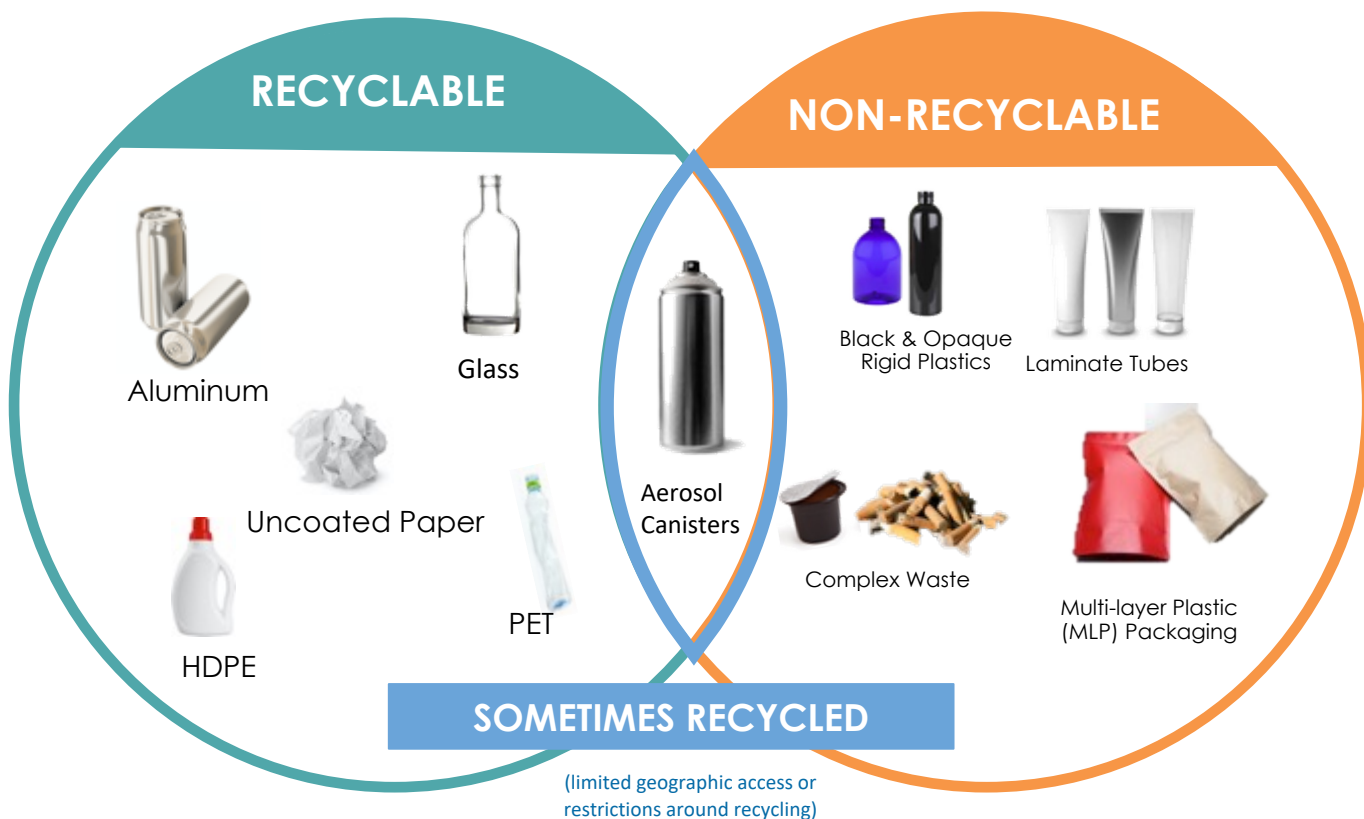 RECYCLABLE
NON-RECYCLABLE
Aluminum
Glass
Uncoated Paper
HDPE
PET
Aerosol
Canisters
Black & Opaque
Rigid Plastics
Laminate Tubes
Complex Waste
Multi-layer Plastic
(MLP) Packaging
SOMETIMES RECYCLED
(limited geographic access or
restrictions around recycling)